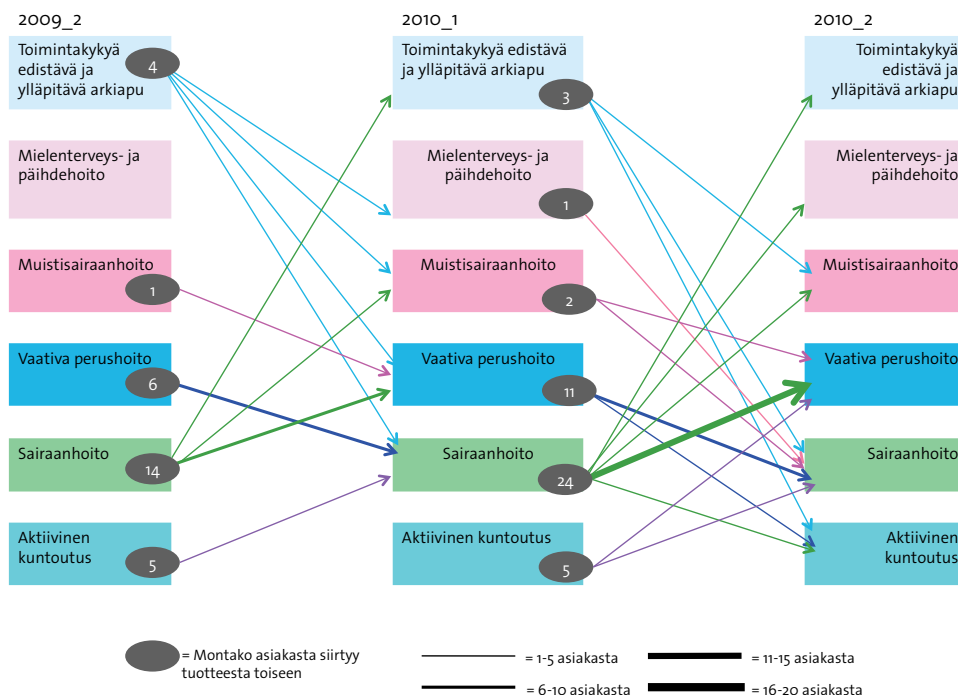 2009_2
2010_1
2010_2
Toimintakykyä
edistävä ja
ylläpitävä arkiapu
4
Toimintakykyä edistävä
ja ylläpitävä arkiapu
3
Toimintakykyä
edistävä ja
ylläpitävä arkiapu
Mielenterveys- ja
päihdehoito
Mielenterveys- ja
päihdehoito
1
Mielenterveys- ja
päihdehoito
Muistisairaanhoito
1
Muistisairaanhoito
2
Muistisairaanhoito
Vaativa perushoito
6
Vaativa perushoito
11
Vaativa perushoito
Sairaanhoito
14
Sairaanhoito
24
Sairaanhoito
Aktiivinen
kuntoutus
5
Aktiivinen kuntoutus
5
Aktiivinen
kuntoutus
= Montako asiakasta siirtyy
tuotteesta toiseen
= 1-5 asiakasta
= 11-15 asiakasta
= 6-10 asiakasta
= 16-20 asiakasta